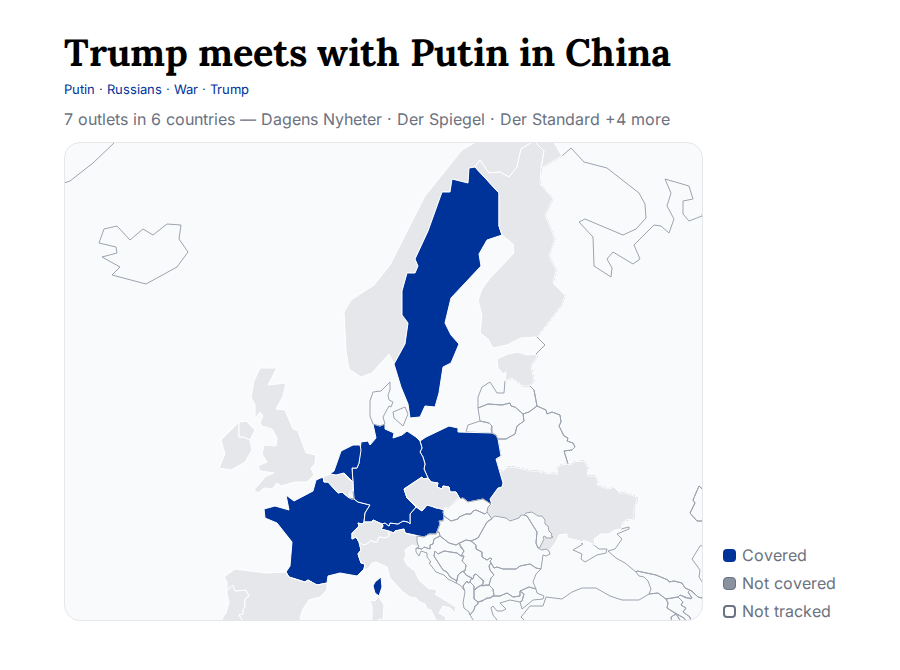 Trump meets with Putin in China
Putin · Russians · War · Trump
7 outlets in 6 countries — Dagens Nyheter · Der Spiegel · Der Standard +4 more
Covered
Not covered
Not tracked